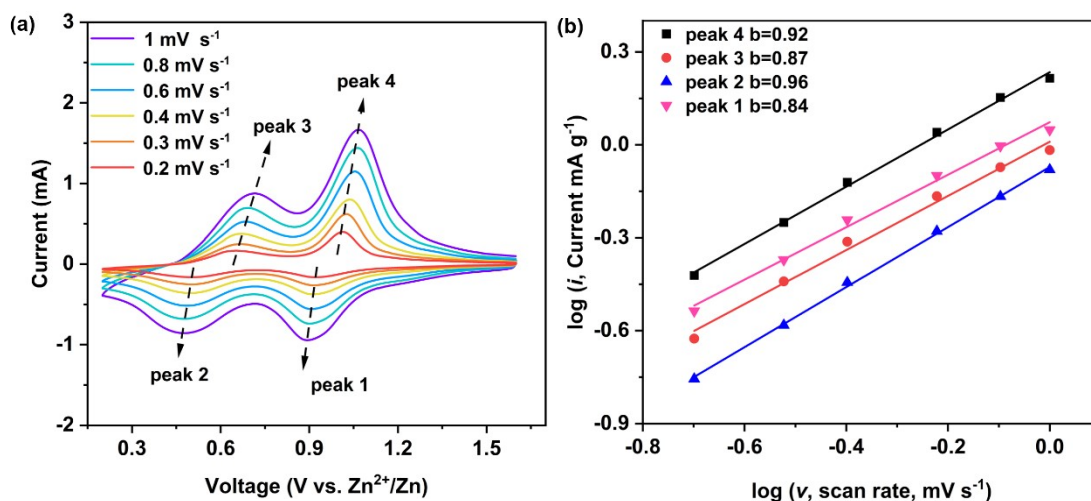 (a)
1 mV s⁻¹
0.8 mV s⁻¹
0.6 mV s⁻¹
0.4 mV s⁻¹
0.3 mV s⁻¹
0.2 mV s⁻¹
peak 3
peak 4
peak 2
peak 1
Current (mA)
3
2
1
0
-1
-2
0.3
0.6
0.9
1.2
1.5
Voltage (V vs. Zn²⁺/Zn)
(b)
peak 4 b=0.92
peak 3 b=0.87
peak 2 b=0.96
peak 1 b=0.84
log (i, Current mA g⁻¹)
0.3
0.0
-0.3
-0.6
-0.9
-0.8
-0.6
-0.4
-0.2
0.0
log (v, scan rate, mV s⁻¹)